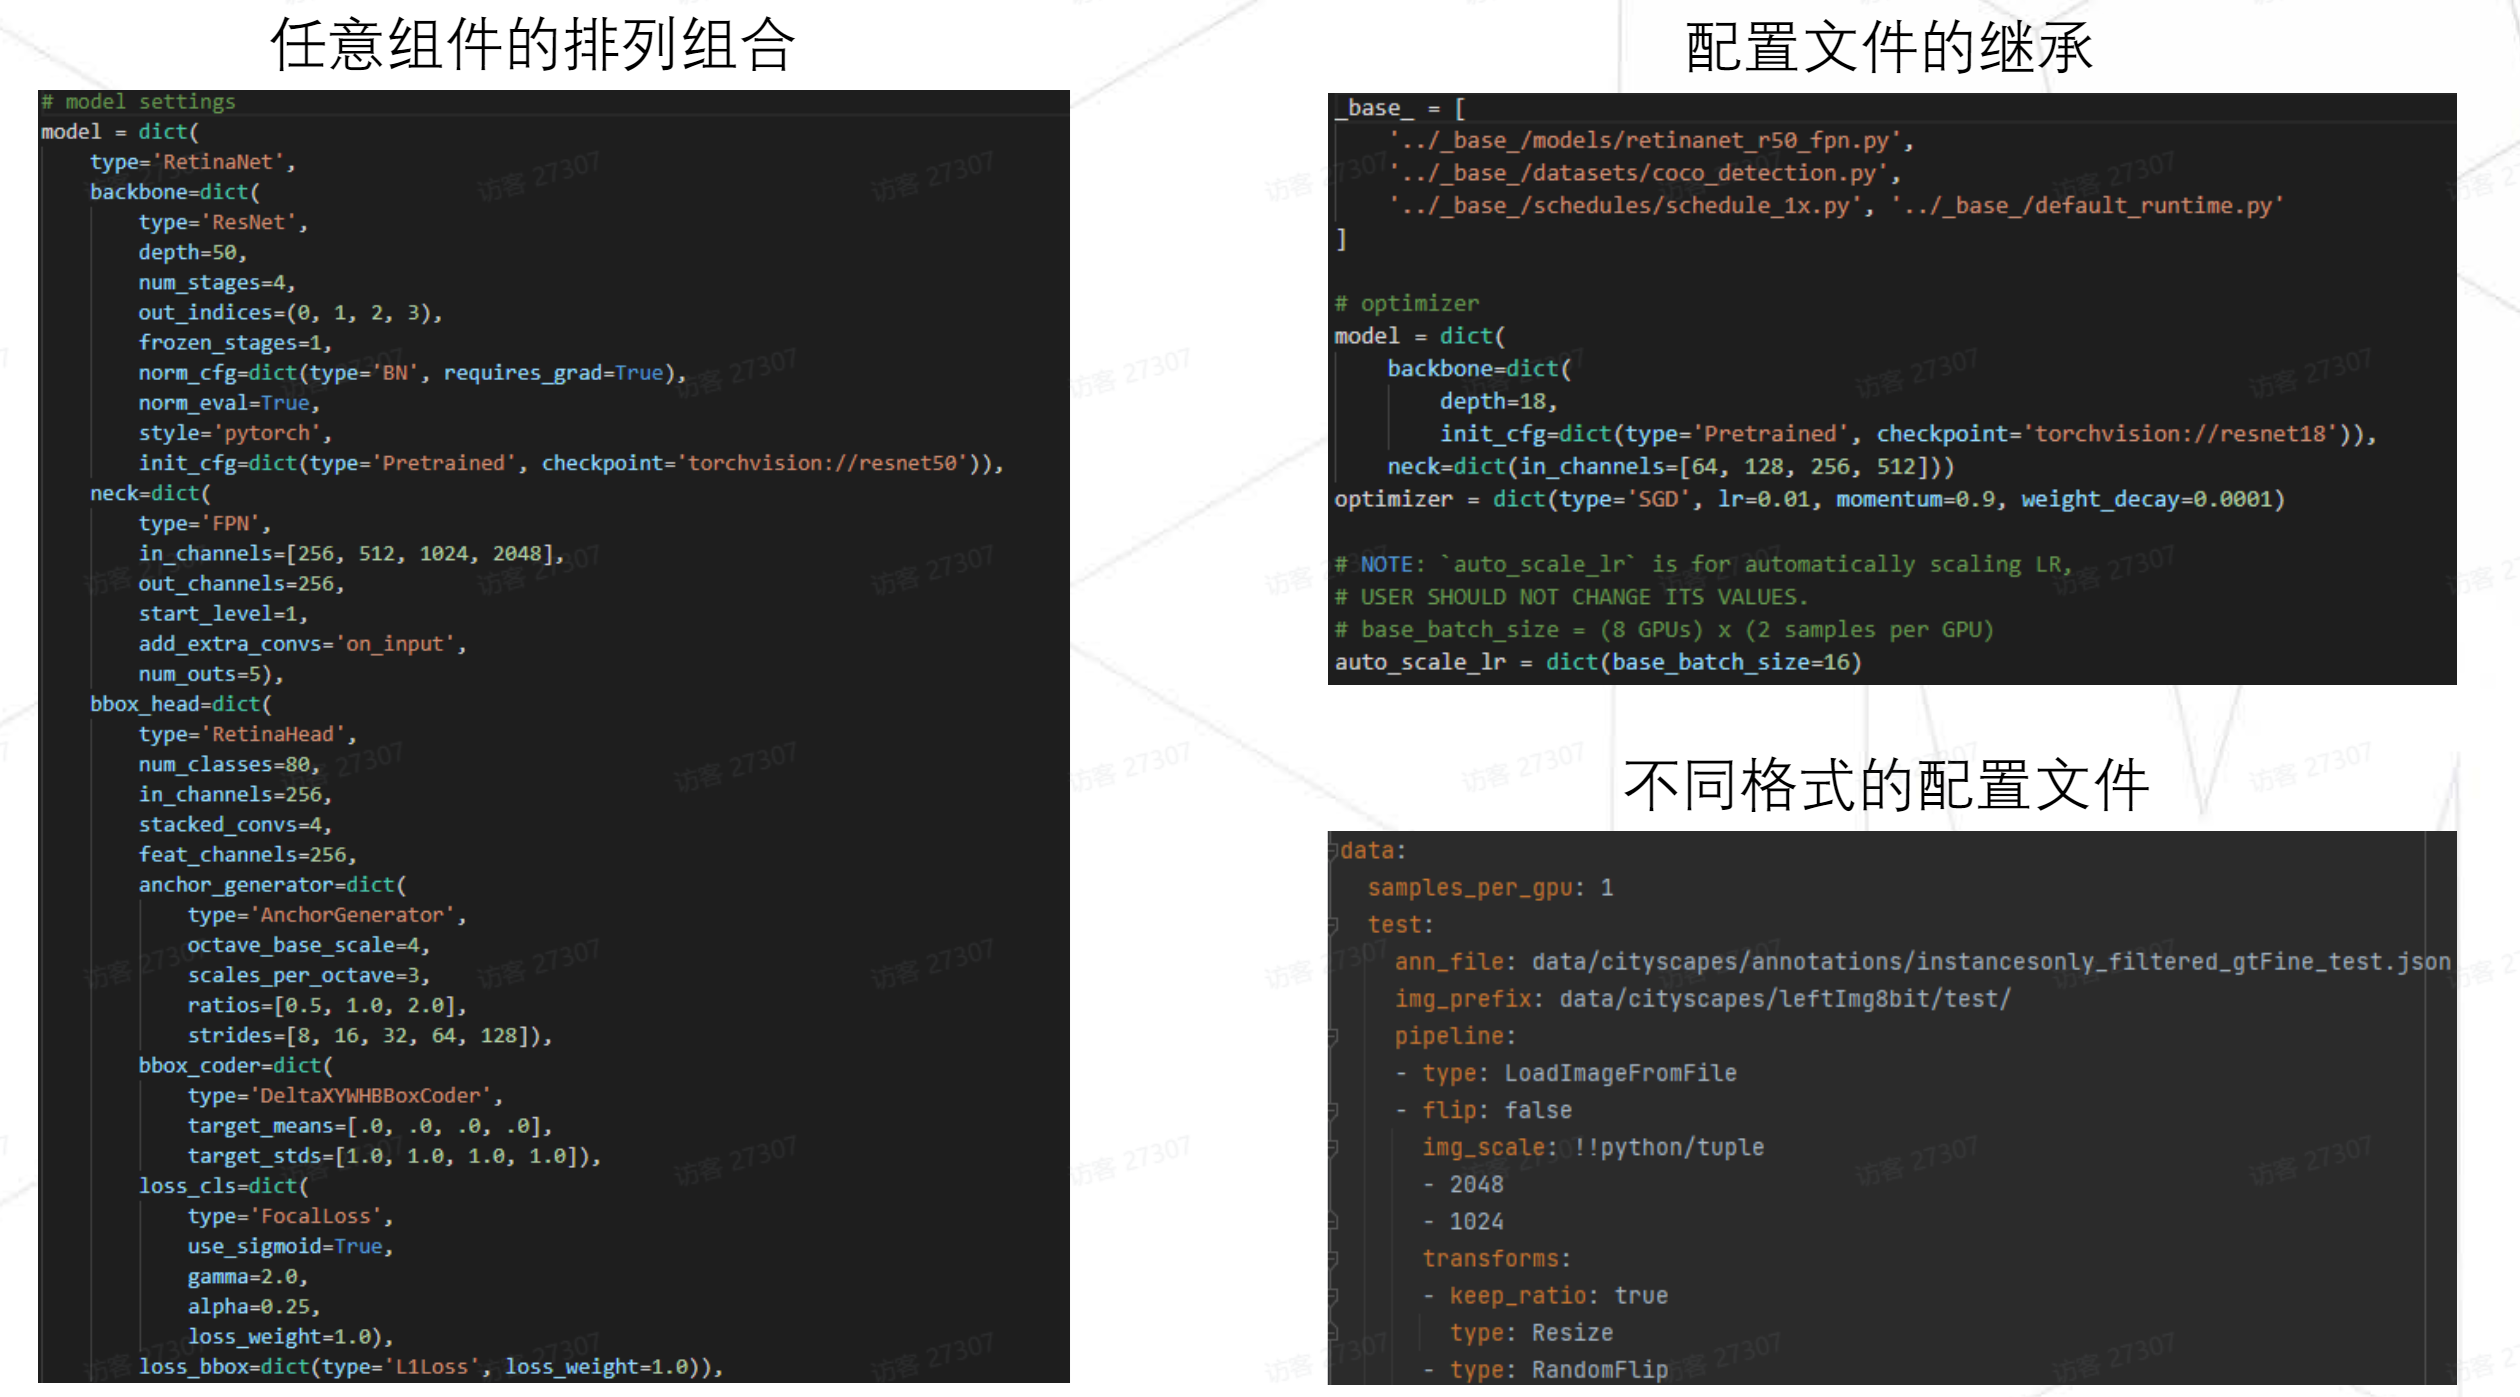 任意组件的排列组合
# model settings
model = dict(
    type='RetinaNet',
    backbone=dict(
        type='ResNet',
        depth=50,
        num_stages=4,
        out_indices=(0, 1, 2, 3),
        frozen_stages=1,
        norm_cfg=dict(type='BN', requires_grad=True),
        norm_eval=True,
        style='pytorch',
        init_cfg=dict(type='Pretrained', checkpoint='torchvision://resnet50')),
    neck=dict(
        type='FPN',
        in_channels=[256, 512, 1024, 2048],
        out_channels=256,
        start_level=1,
        add_extra_convs='on_input',
        num_outs=5),
    bbox_head=dict(
        type='RetinaHead',
        num_classes=80,
        in_channels=256,
        stacked_convs=4,
        feat_channels=256,
        anchor_generator=dict(
            type='AnchorGenerator',
            octave_base_scale=4,
            scales_per_octave=3,
            ratios=[0.5, 1.0, 2.0],
            strides=[8, 16, 32, 64, 128]),
        bbox_coder=dict(
            type='DeltaXYWHBBoxCoder',
            target_means=[.0, .0, .0, .0],
            target_stds=[1.0, 1.0, 1.0, 1.0]),
        loss_cls=dict(
            type='FocalLoss',
            use_sigmoid=True,
            gamma=2.0,
            alpha=0.25,
            loss_weight=1.0),
        loss_bbox=dict(type='L1Loss', loss_weight=1.0)),
配置文件的继承
_base_ = [
    '../_base_/models/retinanet_r50_fpn.py',
    '../_base_/datasets/coco_detection.py',
    '../_base_/schedules/schedule_1x.py', '../_base_/default_runtime.py'
]
# optimizer
model = dict(
    backbone=dict(
        depth=18,
        init_cfg=dict(type='Pretrained', checkpoint='torchvision://resnet18')),
    neck=dict(in_channels=[64, 128, 256, 512]))
optimizer = dict(type='SGD', lr=0.01, momentum=0.9, weight_decay=0.0001)
# NOTE: `auto_scale_lr` is for automatically scaling LR,
# USER SHOULD NOT CHANGE ITS VALUES.
# base_batch_size = (8 GPUs) x (2 samples per GPU)
auto_scale_lr = dict(base_batch_size=16)
不同格式的配置文件
data:
  samples_per_gpu: 1
  test:
    ann_file: data/cityscapes/annotations/instancesonly_filtered_gtFine_test.json
    img_prefix: data/cityscapes/leftImg8bit/test/
    pipeline:
    - type: LoadImageFromFile
    - flip: false
      img_scale: !!python/tuple
      - 2048
      - 1024
      transforms:
      - keep_ratio: true
        type: Resize
      - type: RandomFlip
访客 27307